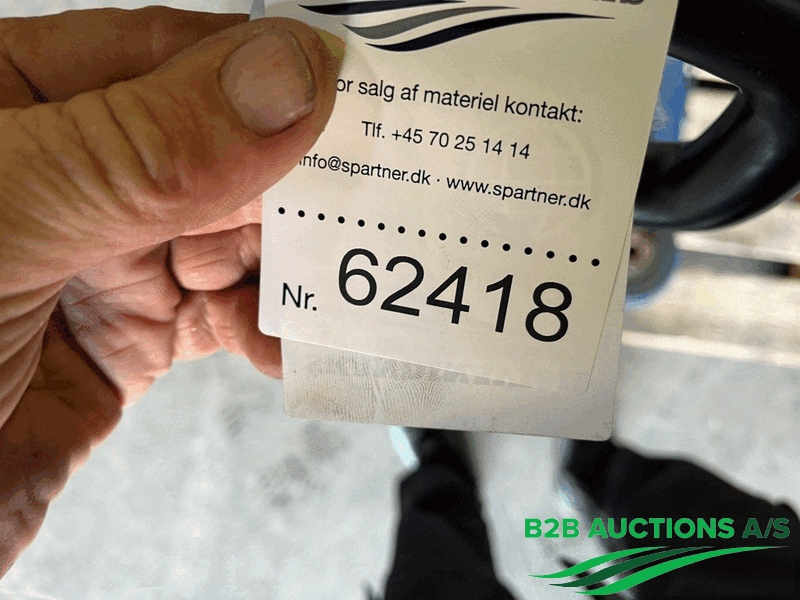 or salg af materiel kontakt:
Tlf. +45 70 25 14 14
info@spartner.dk · www.spartner.dk
Nr. 62418
B2B AUCTIONS A/S